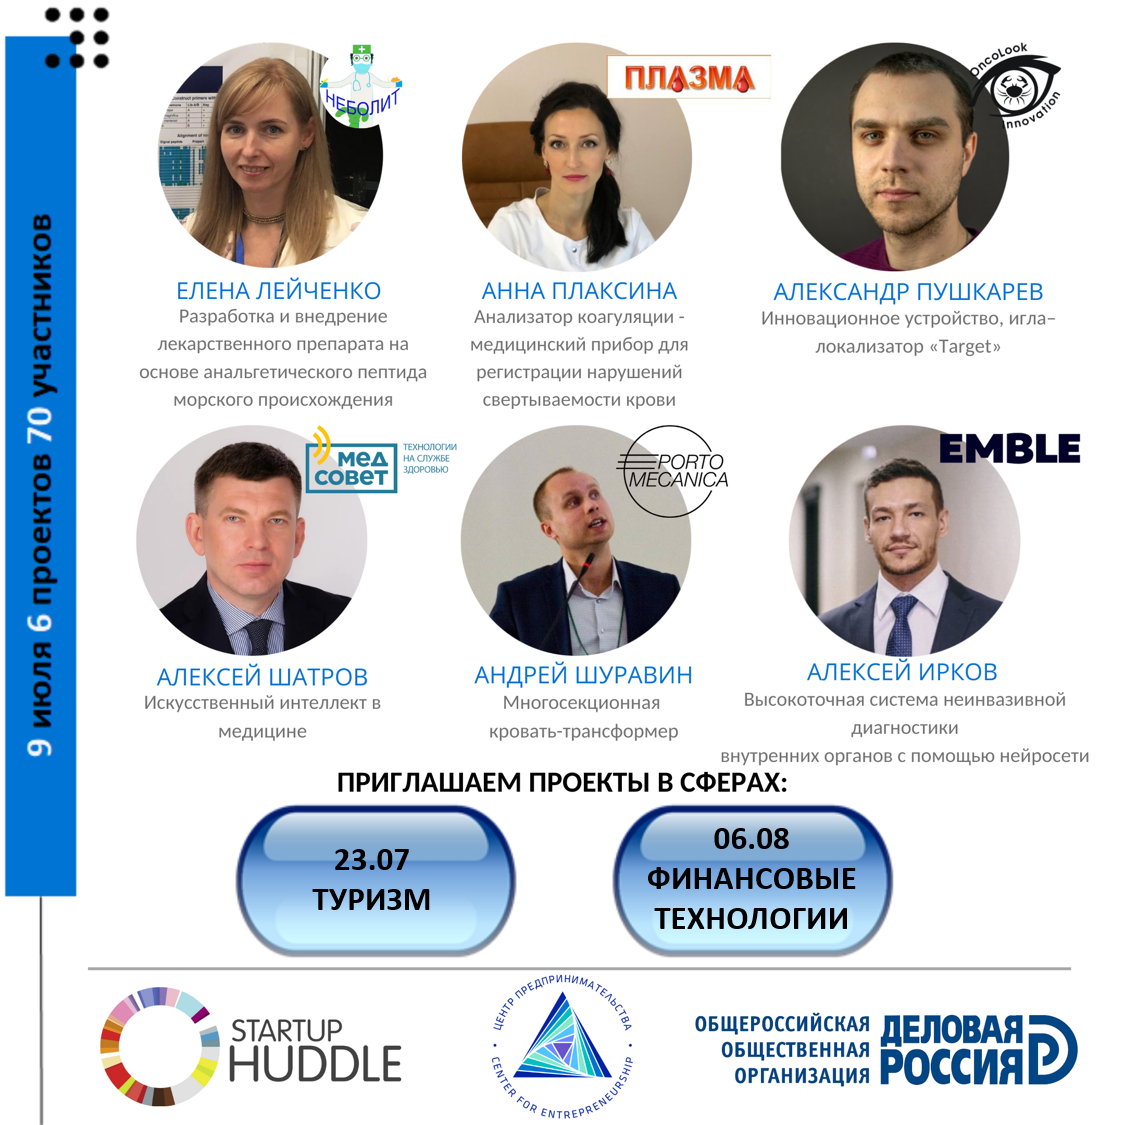 9 июля 6 проектов 70 участников
НЕБОЛИТ
ПЛАЗМА
OncoLook
Innovation
ЕЛЕНА ЛЕЙЧЕНКО
Разработка и внедрение
лекарственного препарата на
основе анальгетического пептида
морского происхождения
АННА ПЛАКСИНА
Анализатор коагуляции -
медицинский прибор для
регистрации нарушений
свертываемости крови
АЛЕКСАНДР ПУШКАРЕВ
Инновационное устройство, игла–
локализатор «Target»
МЕД
СОВЕТ
ТЕХНОЛОГИИ
НА СЛУЖБЕ
ЗДОРОВЬЮ
PORTO
MECANICA
EMBLE
АЛЕКСЕЙ ШАТРОВ
Искусственный интеллект в
медицине
АНДРЕЙ ШУРАВИН
Многосекционная
кровать-трансформер
АЛЕКСЕЙ ИРКОВ
Высокоточная система неинвазивной
диагностики
внутренних органов с помощью нейросети
ПРИГЛАШАЕМ ПРОЕКТЫ В СФЕРАХ:
23.07
ТУРИЗМ
06.08
ФИНАНСОВЫЕ
ТЕХНОЛОГИИ
STARTUP
HUDDLE
ЦЕНТР ПРЕДПРИНИМАТЕЛЬСТВА
CENTER FOR ENTREPRENEURSHIP
ОБЩЕРОССИЙСКАЯ
ОБЩЕСТВЕННАЯ
ОРГАНИЗАЦИЯ
ДЕЛОВАЯ
РОССИЯ